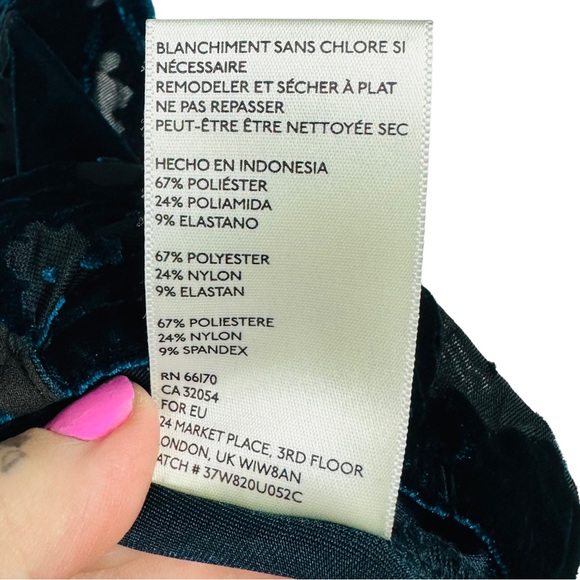 BLANCHIMENT SANS CHLORE SI
NÉCESSAIRE
REMODELER ET SÉCHER À PLAT
NE PAS REPASSER
PEUT-ÊTRE ÊTRE NETTOYÉE SEC
HECHO EN INDONESIA
67% POLIÉSTER
24% POLIAMIDA
9% ELASTANO
67% POLYESTER
24% NYLON
9% ELASTAN
67% POLIESTERE
24% NYLON
9% SPANDEX
RN 66170
CA 32054
FOR EU
24 MARKET PLACE, 3RD FLOOR
ONDON, UK W1W8AN
ATCH # 37W820U052C